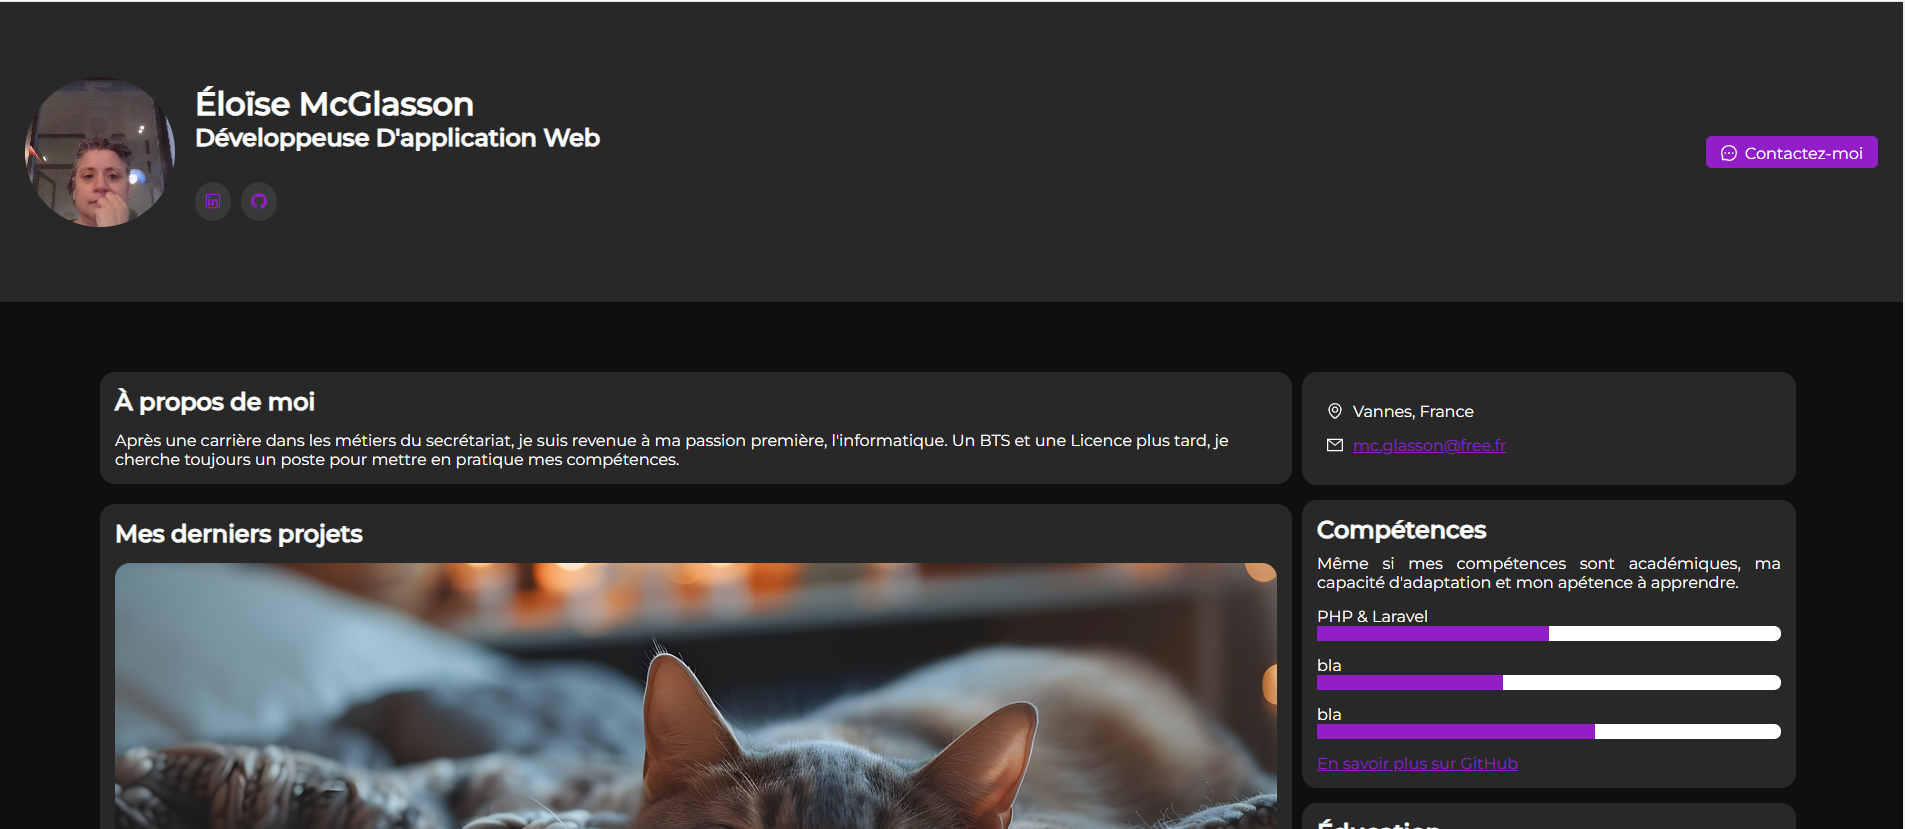 Éloïse McGlasson
Développeuse D'application Web
Contactez-moi
À propos de moi
Après une carrière dans les métiers du secrétariat, je suis revenue à ma passion première, l'informatique. Un BTS et une Licence plus tard, je
cherche toujours un poste pour mettre en pratique mes compétences.
Mes derniers projets
Vannes, France
mc.glasson@free.fr
Compétences
Même si mes compétences sont académiques, ma
capacité d'adaptation et mon apétence à apprendre.
PHP & Laravel
bla
bla
En savoir plus sur GitHub
Éducation